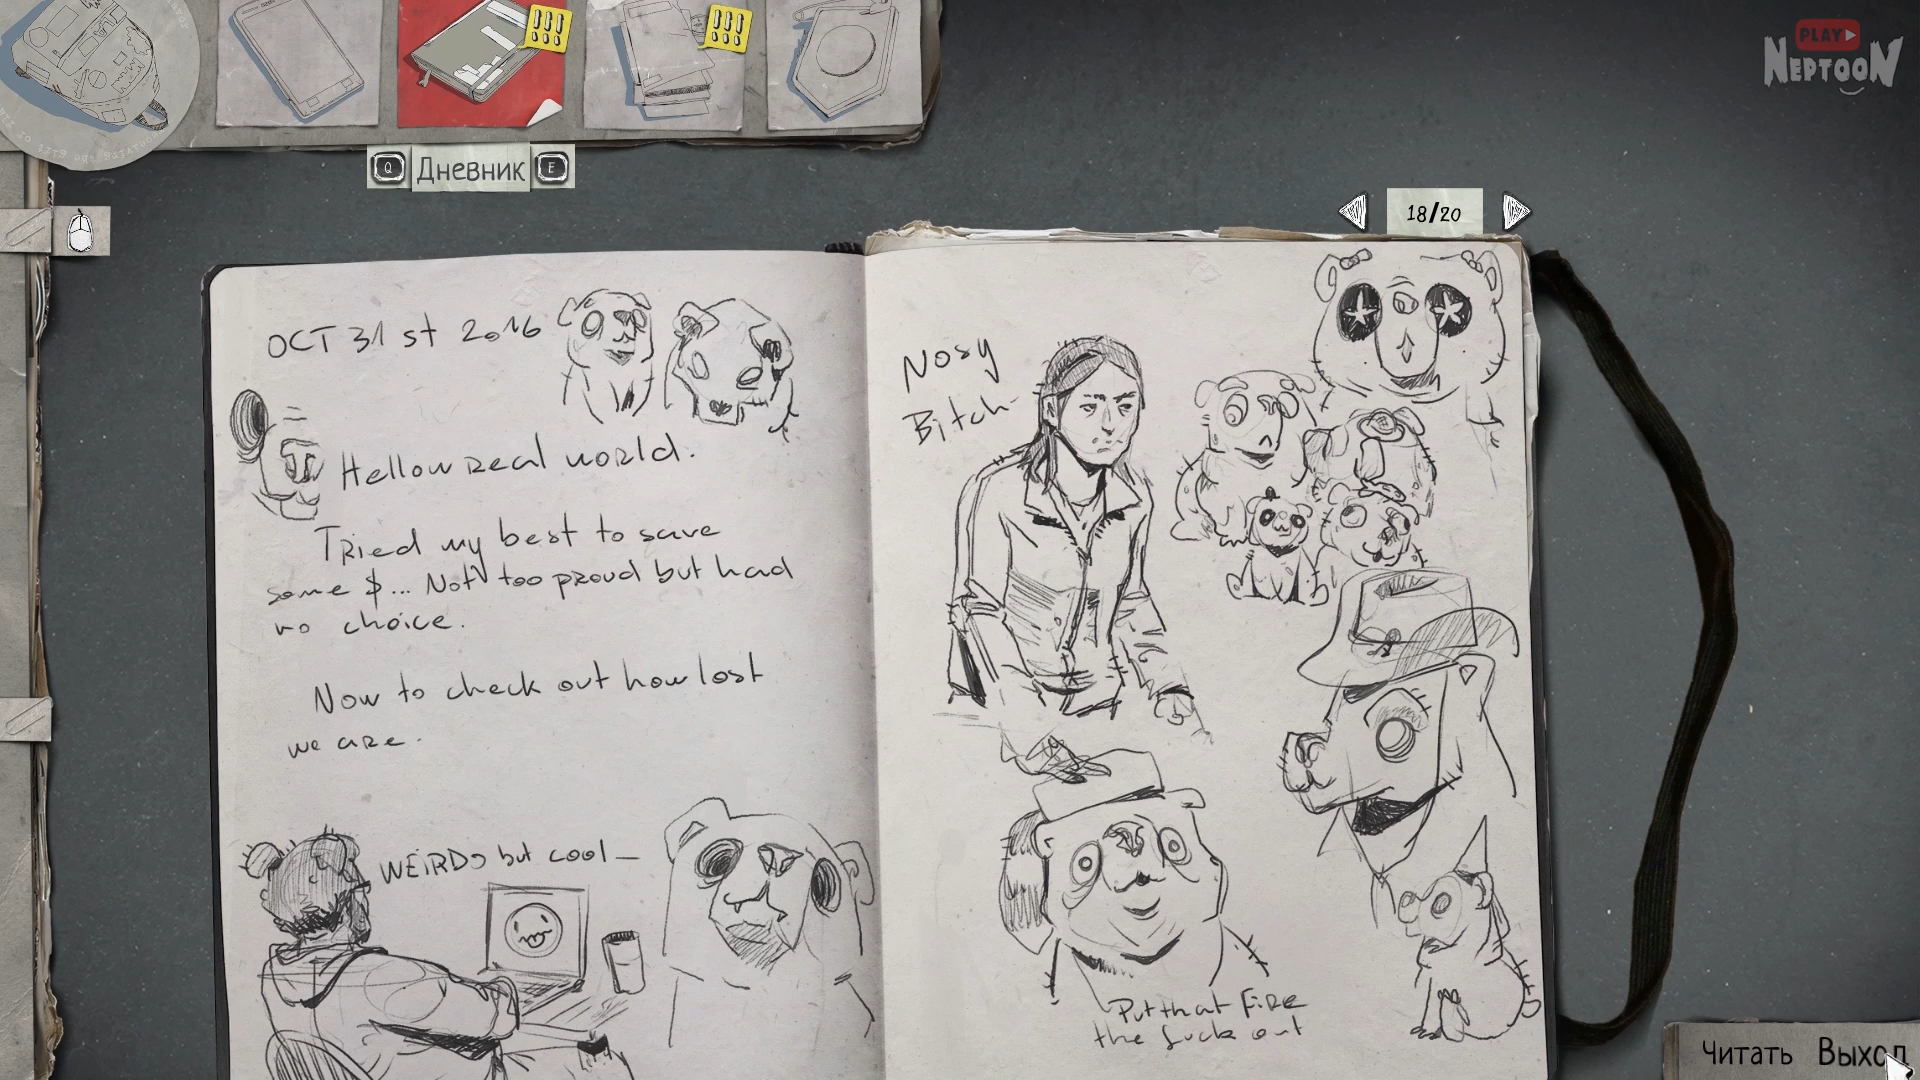 PLAY
NEPTOON
Q Дневник E
18/20
OCT 31 st 2016
Hellow real world.
Tried my best to save
some $... Not too proud but had
no choice.
Now to check out how lost
we are.
WEIRDO but cool
Nosy
Bitch
Put that Fire
the fuck out
Читать Выход